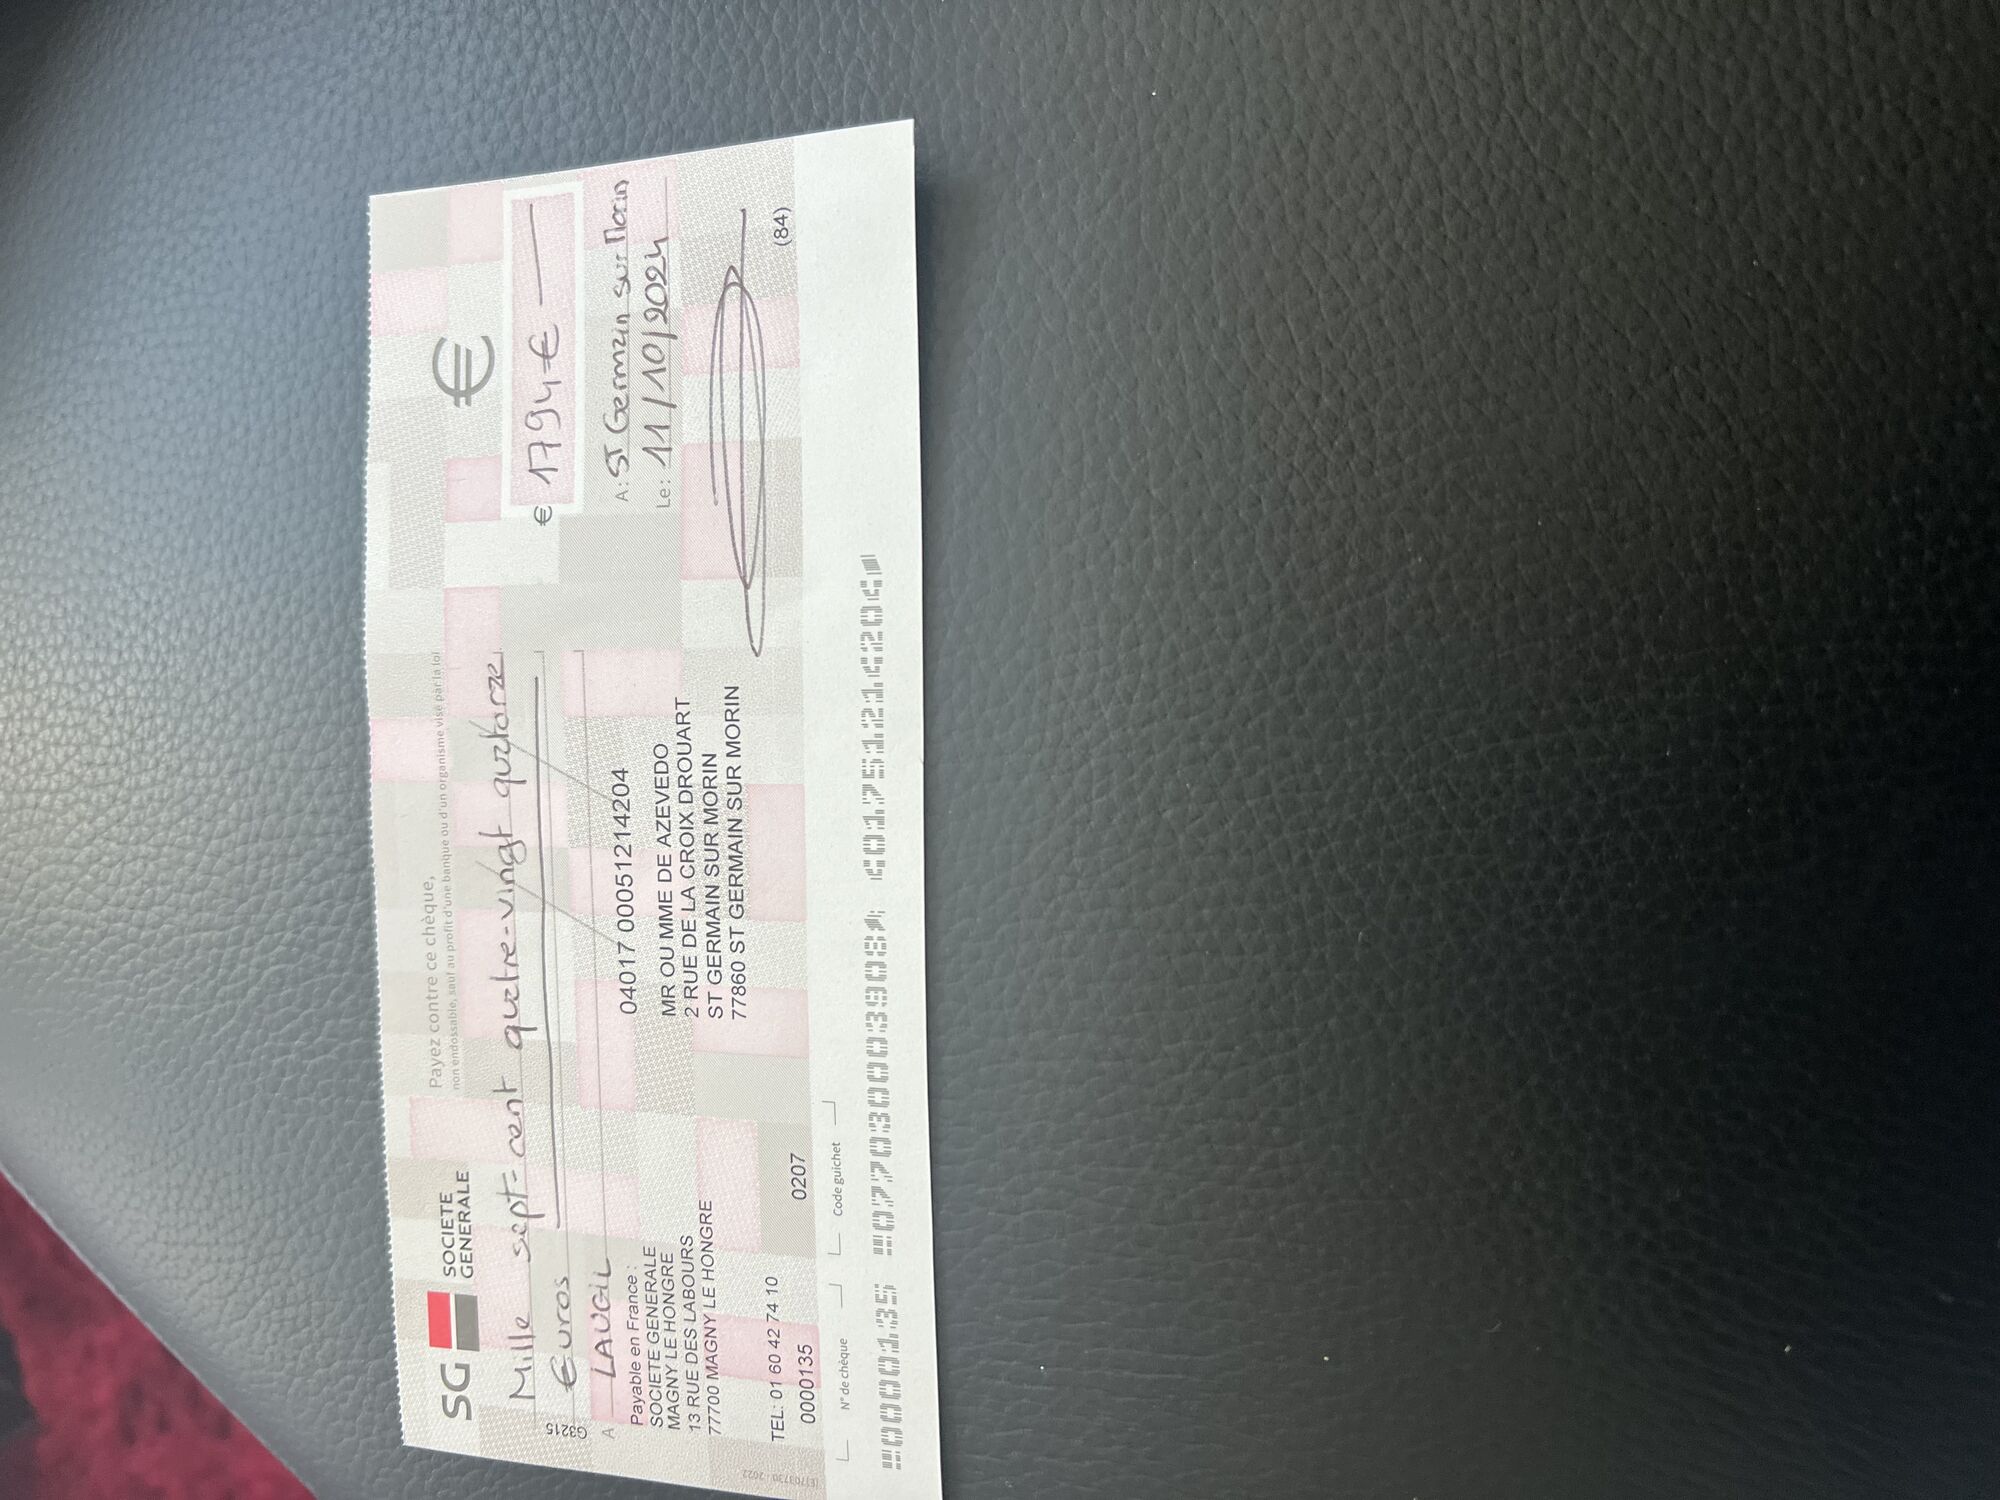 SG SOCIETE GENERALE
€
Payez contre ce chèque,
non endossable, sauf au profit d'une banque ou d'un organisme visé par la loi
Mille sept-cent quatre-vingt quatorze
Euros
€ 1794€
A LAUGIL
G3215
A: ST Germain sur Morin
Le: 11/10/2024
Payable en France :
SOCIETE GENERALE
MAGNY LE HONGRE
13 RUE DES LABOURS
77700 MAGNY LE HONGRE
TEL: 01 60 42 74 10
0000135 0207
04017 00051214204
MR OU MME DE AZEVEDO
2 RUE DE LA CROIX DROUART
ST GERMAIN SUR MORIN
77860 ST GERMAIN SUR MORIN
(84)
N° de chèque
Code guichet